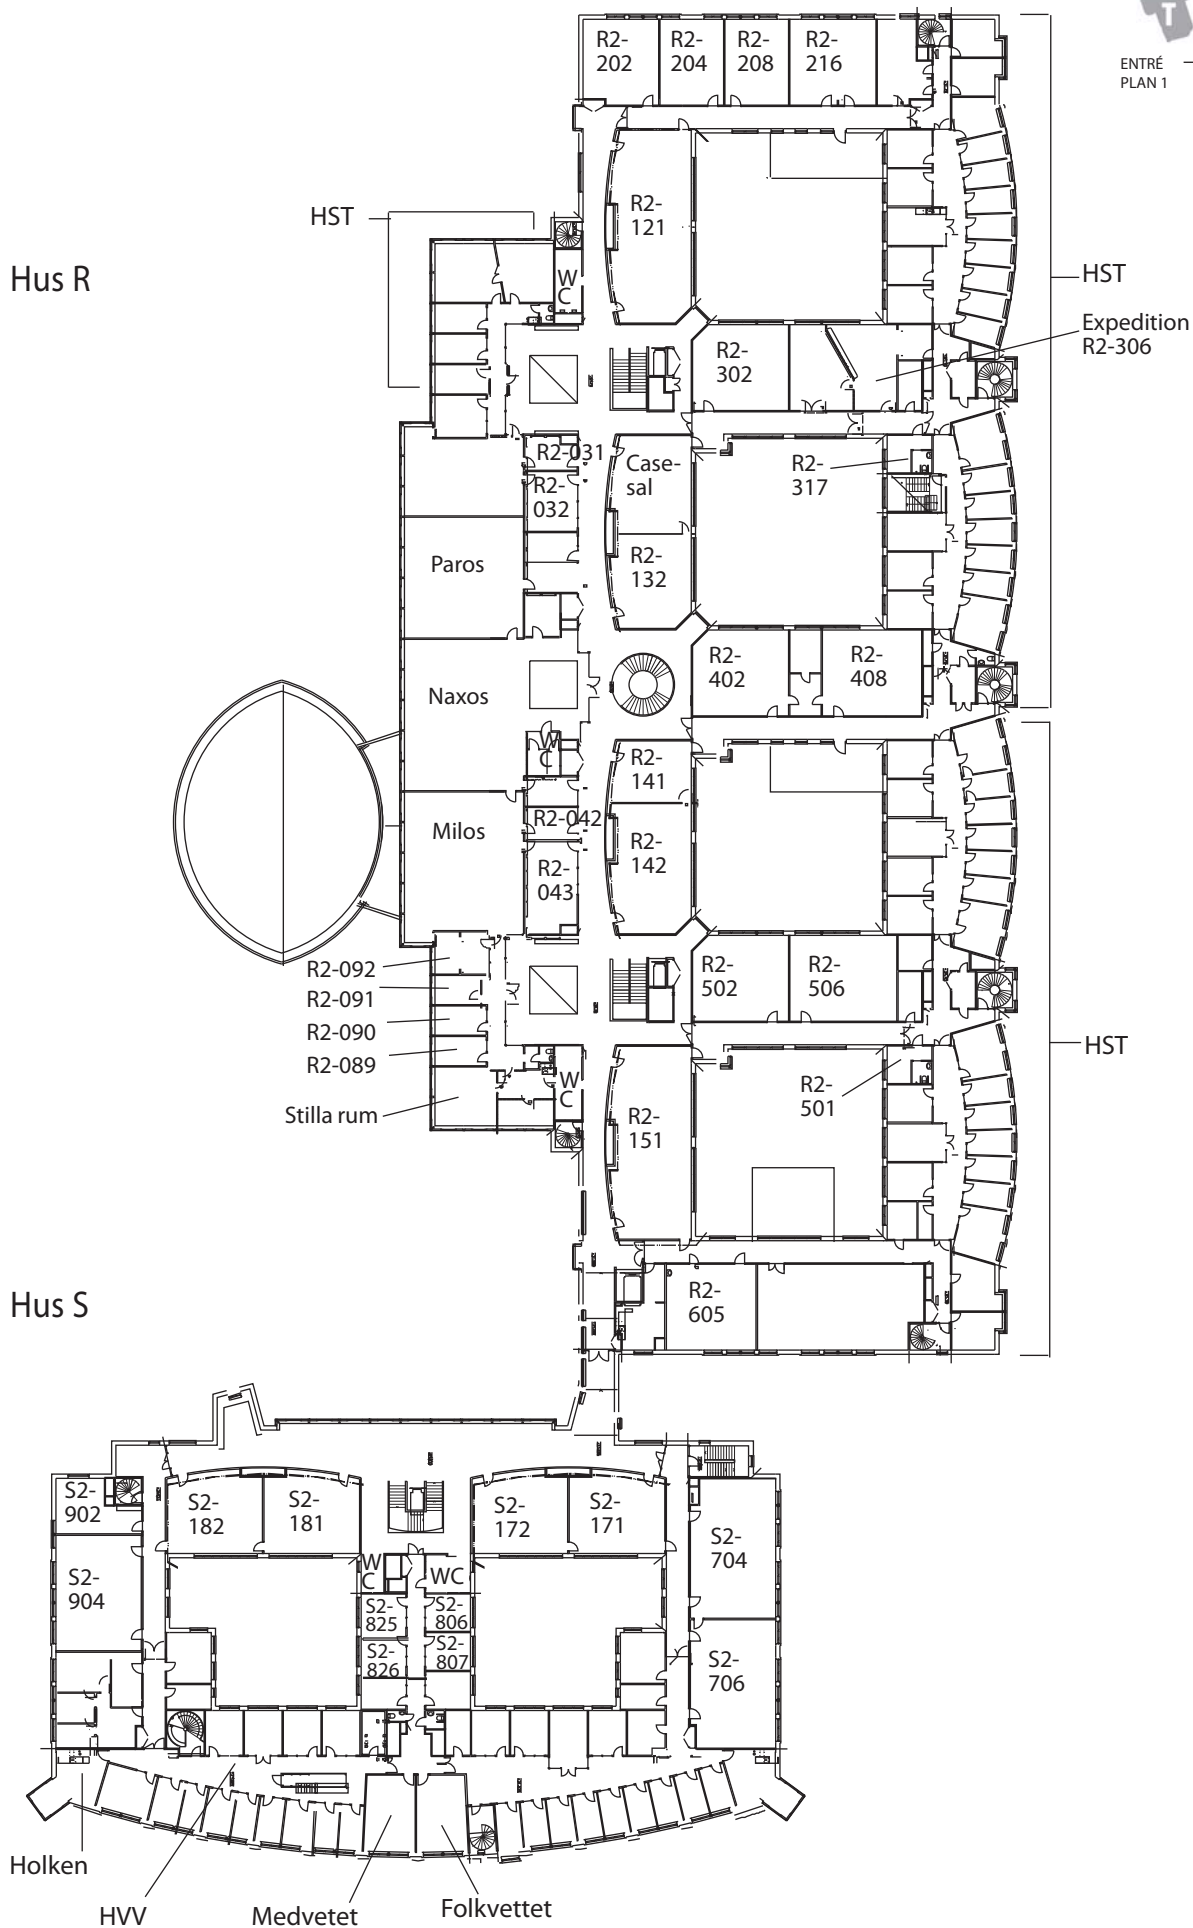 T
ENTRÉ
PLAN 1
R2-
202
R2-
204
R2-
208
R2-
216
HST
R2-
121
Hus R
W
C
HST
Expedition
R2-306
R2-
302
R2-031
Case-
sal
R2-
317
R2-
032
Paros
R2-
132
R2-
402
R2-
408
Naxos
W
C
R2-
141
Milos
R2-042
R2-
142
R2-
043
R2-092
R2-
502
R2-
506
R2-091
R2-090
R2-089
HST
W
C
R2-
501
Stilla rum
R2-
151
Hus S
R2-
605
S2-
902
S2-
182
S2-
181
S2-
172
S2-
171
S2-
704
W
C
WC
S2-
904
S2-
825
S2-
806
S2-
826
S2-
807
S2-
706
Holken
HVV
Medvetet
Folkvettet